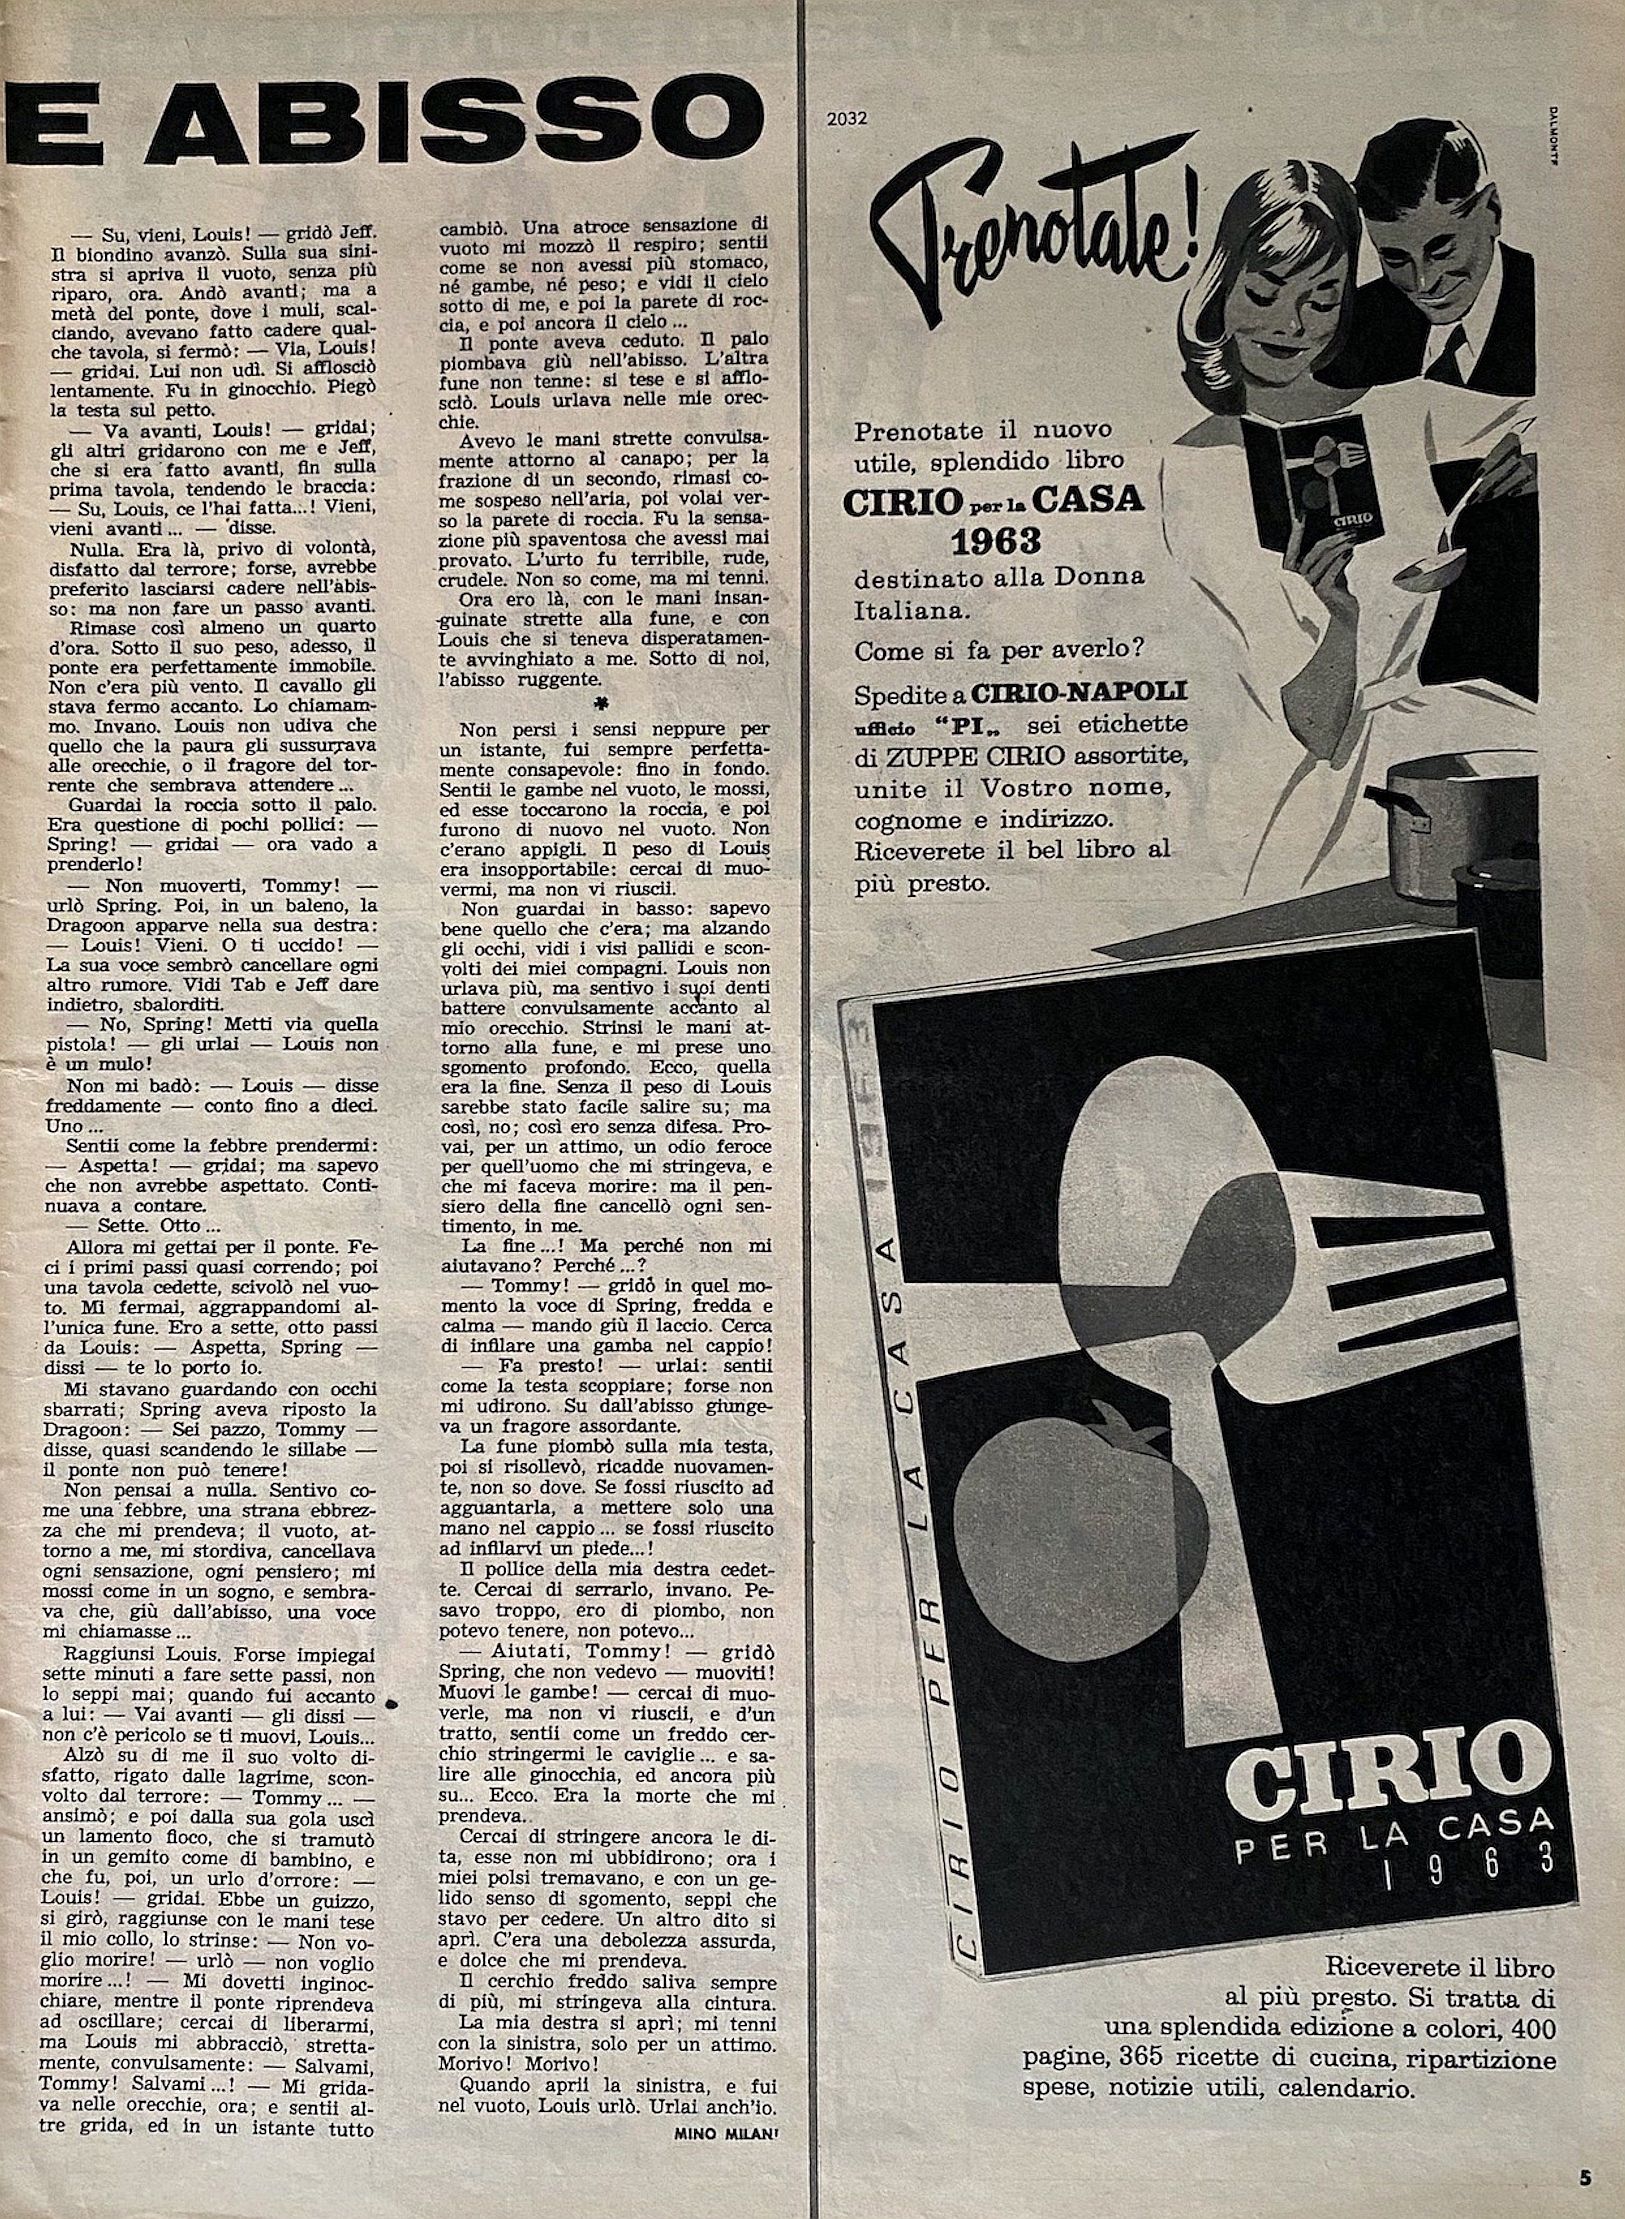 E ABISSO
— Su, vieni, Louis! — gridò Jeff.
Il biondino avanzò. Sulla sua sini-
stra si apriva il vuoto, senza più
riparo, ora. Andò avanti; ma a
metà del ponte, dove i muli, scal-
ciando, avevano fatto cadere qual-
che tavola, si fermò: — Via, Louis!
— gridai. Lui non udì. Si afflosciò
lentamente. Fu in ginocchio. Piegò
la testa sul petto.
— Va avanti, Louis! — gridai;
gli altri gridarono con me e Jeff,
che si era fatto avanti, fin sulla
prima tavola, tendendo le braccia:
— Su, Louis, ce l'hai fatta...! Vieni,
vieni avanti ... — disse.
Nulla. Era là, privo di volontà,
disfatto dal terrore; forse, avrebbe
preferito lasciarsi cadere nell'abis-
so: ma non fare un passo avanti.
Rimase così almeno un quarto
d'ora. Sotto il suo peso, adesso, il
ponte era perfettamente immobile.
Non c'era più vento. Il cavallo gli
stava fermo accanto. Lo chiamam-
mo. Invano. Louis non udiva che
quello che la paura gli sussurrava
alle orecchie, o il fragore del tor-
rente che sembrava attendere ...
Guardai la roccia sotto il palo.
Era questione di pochi pollici: —
Spring! — gridai — ora vado a
prenderlo!
— Non muoverti, Tommy! —
urlò Spring. Poi, in un baleno, la
Dragoon apparve nella sua destra:
— Louis! Vieni. O ti uccido! —
La sua voce sembrò cancellare ogni
altro rumore. Vidi Tab e Jeff dare
indietro, sbalorditi.
— No, Spring! Metti via quella
pistola! — gli urlai — Louis non
è un mulo!
Non mi badò: — Louis — disse
freddamente — conto fino a dieci.
Uno ...
Sentii come la febbre prendermi:
— Aspetta! — gridai; ma sapevo
che non avrebbe aspettato. Conti-
nuava a contare.
— Sette. Otto ...
Allora mi gettai per il ponte. Fe-
ci i primi passi quasi correndo; poi
una tavola cedette, scivolò nel vuo-
to. Mi fermai, aggrappandomi al-
l'unica fune. Ero a sette, otto passi
da Louis: — Aspetta, Spring —
dissi — te lo porto io.
Mi stavano guardando con occhi
sbarrati; Spring aveva riposto la
Dragoon: — Sei pazzo, Tommy —
disse, quasi scandendo le sillabe —
il ponte non può tenere!
Non pensai a nulla. Sentivo co-
me una febbre, una strana ebbrez-
za che mi prendeva; il vuoto, at-
torno a me, mi stordiva, cancellava
ogni sensazione, ogni pensiero; mi
mossi come in un sogno, e sembra-
va che, giù dall'abisso, una voce
mi chiamasse ...
Raggiunsi Louis. Forse impiegai
sette minuti a fare sette passi, non
lo seppi mai; quando fui accanto
a lui: — Vai avanti — gli dissi —
non c'è pericolo se ti muovi, Louis...
Alzò su di me il suo volto di-
sfatto, rigato dalle lagrime, scon-
volto dal terrore: — Tommy ... —
ansimò; e poi dalla sua gola uscì
un lamento fioco, che si tramutò
in un gemito come di bambino, e
che fu, poi, un urlo d'orrore: —
Louis! — gridai. Ebbe un guizzo,
si girò, raggiunse con le mani tese
il mio collo, lo strinse: — Non vo-
glio morire! — urlò — non voglio
morire ...! — Mi dovetti inginoc-
chiare, mentre il ponte riprendeva
ad oscillare; cercai di liberarmi,
ma Louis mi abbracciò, stretta-
mente, convulsamente: — Salvami,
Tommy! Salvami ...! — Mi grida-
va nelle orecchie, ora; e sentii al-
tre grida, ed in un istante tutto
cambiò. Una atroce sensazione di
vuoto mi mozzò il respiro; sentii
come se non avessi più stomaco,
né gambe, né peso; e vidi il cielo
sotto di me, e poi la parete di roc-
cia, e poi ancora il cielo ...
Il ponte aveva ceduto. Il palo
piombava giù nell'abisso. L'altra
fune non tenne: si tese e si afflo-
sciò. Louis urlava nelle mie orec-
chie.
Avevo le mani strette convulsa-
mente attorno al canapo; per la
frazione di un secondo, rimasi co-
me sospeso nell'aria, poi volai ver-
so la parete di roccia. Fu la sensa-
zione più spaventosa che avessi mai
provato. L'urto fu terribile, rude,
crudele. Non so come, ma mi tenni.
Ora ero là, con le mani insan-
guinate strette alla fune, e con
Louis che si teneva disperatamen-
te avvinghiato a me. Sotto di noi,
l'abisso ruggente.
*
Non persi i sensi neppure per
un istante, fui sempre perfetta-
mente consapevole: fino in fondo.
Sentii le gambe nel vuoto, le mossi,
ed esse toccarono la roccia, e poi
furono di nuovo nel vuoto. Non
c'erano appigli. Il peso di Louis
era insopportabile: cercai di muo-
vermi, ma non vi riuscii.
Non guardai in basso: sapevo
bene quello che c'era; ma alzando
gli occhi, vidi i visi pallidi e scon-
volti dei miei compagni. Louis non
urlava più, ma sentivo i suoi denti
battere convulsamente accanto al
mio orecchio. Strinsi le mani at-
torno alla fune, e mi prese uno
sgomento profondo. Ecco, quella
era la fine. Senza il peso di Louis
sarebbe stato facile salire su; ma
così, no; così ero senza difesa. Pro-
vai, per un attimo, un odio feroce
per quell'uomo che mi stringeva, e
che mi faceva morire: ma il pen-
siero della fine cancellò ogni sen-
timento, in me.
La fine ...! Ma perché non mi
aiutavano? Perché ...?
— Tommy! — gridò in quel mo-
mento la voce di Spring, fredda e
calma — mando giù il laccio. Cerca
di infilare una gamba nel cappio!
— Fa presto! — urlai: sentii
come la testa scoppiare; forse non
mi udirono. Su dall'abisso giunge-
va un fragore assordante.
La fune piombò sulla mia testa,
poi si risollevò, ricadde nuovamen-
te, non so dove. Se fossi riuscito ad
agguantarla, a mettere solo una
mano nel cappio ... se fossi riuscito
ad infilarvi un piede...!
Il pollice della mia destra cedet-
te. Cercai di serrarlo, invano. Pe-
savo troppo, ero di piombo, non
potevo tenere, non potevo...
— Aiutati, Tommy! — gridò
Spring, che non vedevo — muoviti!
Muovi le gambe! — cercai di muo-
verle, ma non vi riuscii, e d'un
tratto, sentii come un freddo cer-
chio stringermi le caviglie ... e sa-
lire alle ginocchia, ed ancora più
su... Ecco. Era la morte che mi
prendeva.
Cercai di stringere ancora le di-
ta, esse non mi ubbidirono; ora i
miei polsi tremavano, e con un ge-
lido senso di sgomento, seppi che
stavo per cedere. Un altro dito si
aprì. C'era una debolezza assurda,
e dolce che mi prendeva.
Il cerchio freddo saliva sempre
di più, mi stringeva alla cintura.
La mia destra si aprì; mi tenni
con la sinistra, solo per un attimo.
Morivo! Morivo!
Quando aprii la sinistra, e fui
nel vuoto, Louis urlò. Urlai anch'io.
MINO MILANI
2032
DALMONTE
Prenotate!
CIRIO
Prenotate il nuovo
utile, splendido libro
CIRIO per la CASA
1963
destinato alla Donna
Italiana.
Come si fa per averlo?
Spedite a CIRIO-NAPOLI
ufficio "PI„ sei etichette
di ZUPPE CIRIO assortite,
unite il Vostro nome,
cognome e indirizzo.
Riceverete il bel libro al
più presto.
CIRIO PER LA CASA 1963
CIRIO
PER LA CASA
1963
Riceverete il libro
al più presto. Si tratta di
una splendida edizione a colori, 400
pagine, 365 ricette di cucina, ripartizione
spese, notizie utili, calendario.
5